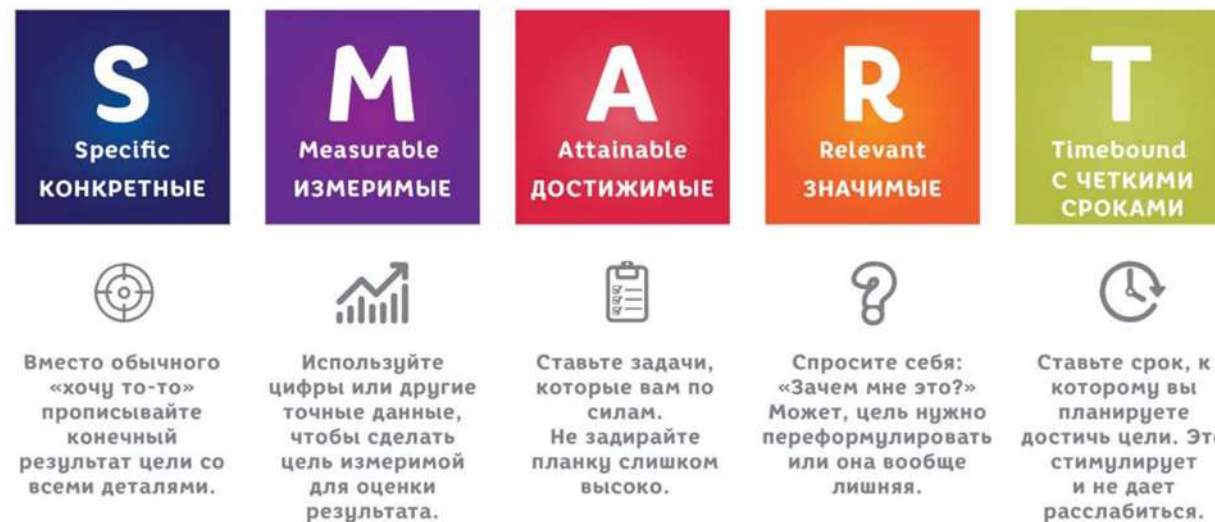 S
Specific
КОНКРЕТНЫЕ
Вместо обычного
«хочу то-то»
прописывайте
конечный
результат цели со
всеми деталями.
M
Measurable
ИЗМЕРИМЫЕ
Используйте
цифры или другие
точные данные,
чтобы сделать
цель измеримой
для оценки
результата.
A
Attainable
ДОСТИЖИМЫЕ
Ставьте задачи,
которые вам по
силам.
Не задирайте
планку слишком
высоко.
R
Relevant
ЗНАЧИМЫЕ
Спросите себя:
«Зачем мне это?»
Может, цель нужно
переформулировать
или она вообще
лишняя.
T
Timebound
С ЧЕТКИМИ
СРОКАМИ
Ставьте срок, к
которому вы
планируете
достичь цели.
стимулирует
и не дает
расслабиться.